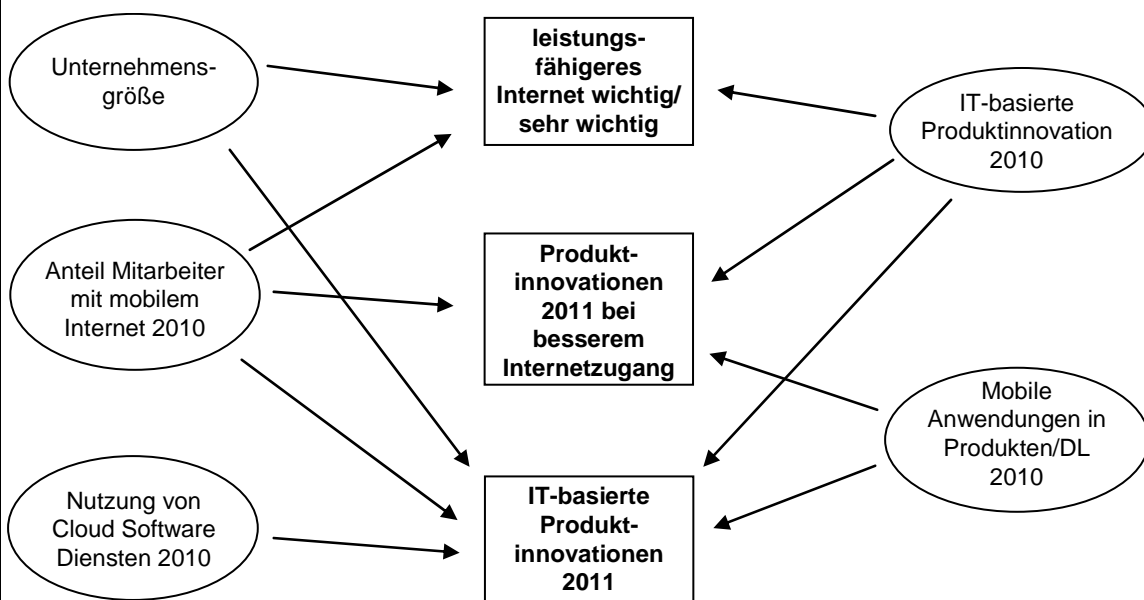 Unternehmens-
größe
leistungs-
fähigeres
Internet wichtig/
sehr wichtig
IT-basierte
Produktinnovation
2010
Anteil Mitarbeiter
mit mobilem
Internet 2010
Produkt-
innovationen
2011 bei
besserem
Internetzugang
Mobile
Anwendungen in
Produkten/DL
2010
Nutzung von
Cloud Software
Diensten 2010
IT-basierte
Produkt-
innovationen
2011